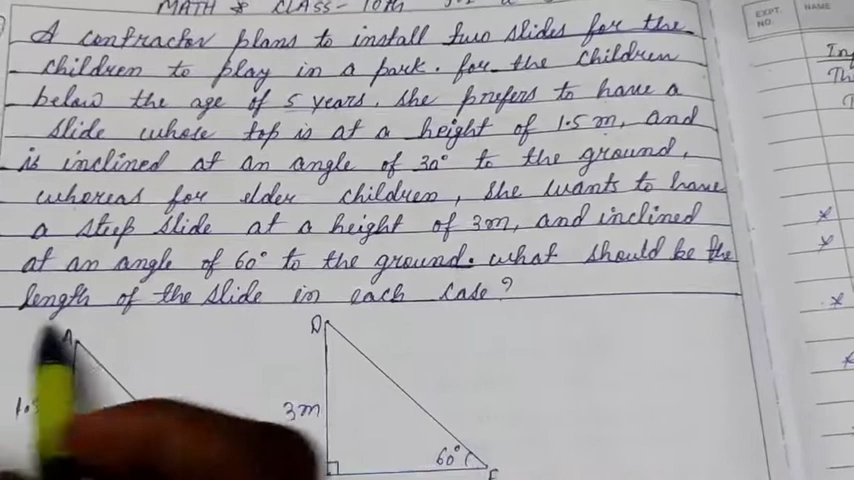 MATH CLASS-10th
A contractor plans to install two slides for the
children to play in a park. for the children
below the age of 5 years. she prefers to have a
slide whose top is at a height of 1.5 m, and
is inclined at an angle of 30° to the ground,
whereas for elder children, she wants to have
a steep slide at a height of 3m, and inclined
at an angle of 60° to the ground. what should be the
length of the slide in each case?
A
D
3m
60°
EXPT. NO.
NAME